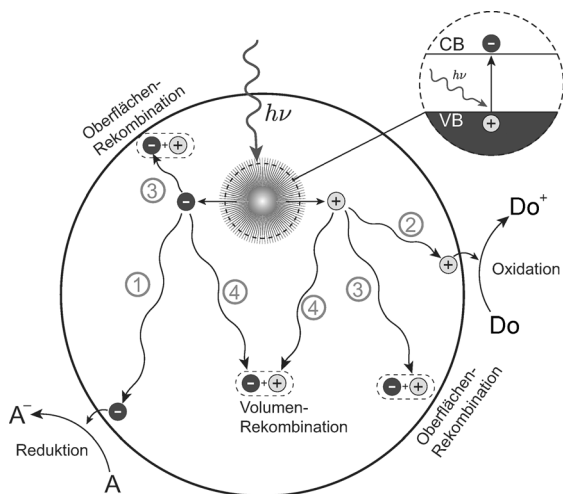 CB
hν
VB
hν
Oberflächen-
Rekombination
−++
③
−
+
②
Do⁺
①
④
④
③
+
Oxidation
Do
−++
Volumen-
Rekombination
−++
Oberflächen-
Rekombination
A⁻
−
Reduktion
A